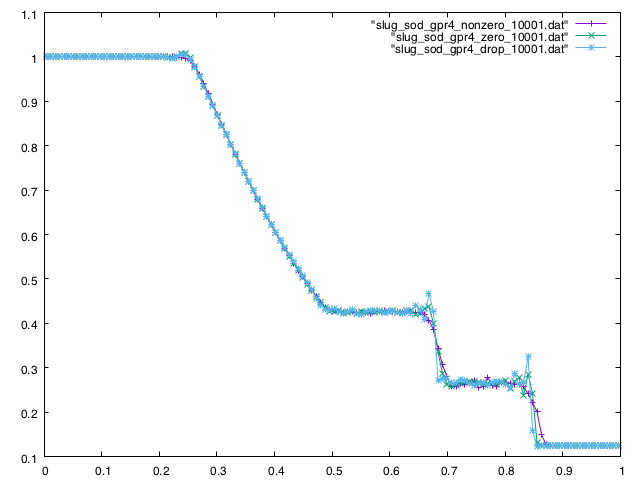 "slug_sod_gpr4_nonzero_10001.dat"
"slug_sod_gpr4_zero_10001.dat"
"slug_sod_gpr4_drop_10001.dat"
1.1
1
0.9
0.8
0.7
0.6
0.5
0.4
0.3
0.2
0.1
0 0.1 0.2 0.3 0.4 0.5 0.6 0.7 0.8 0.9 1